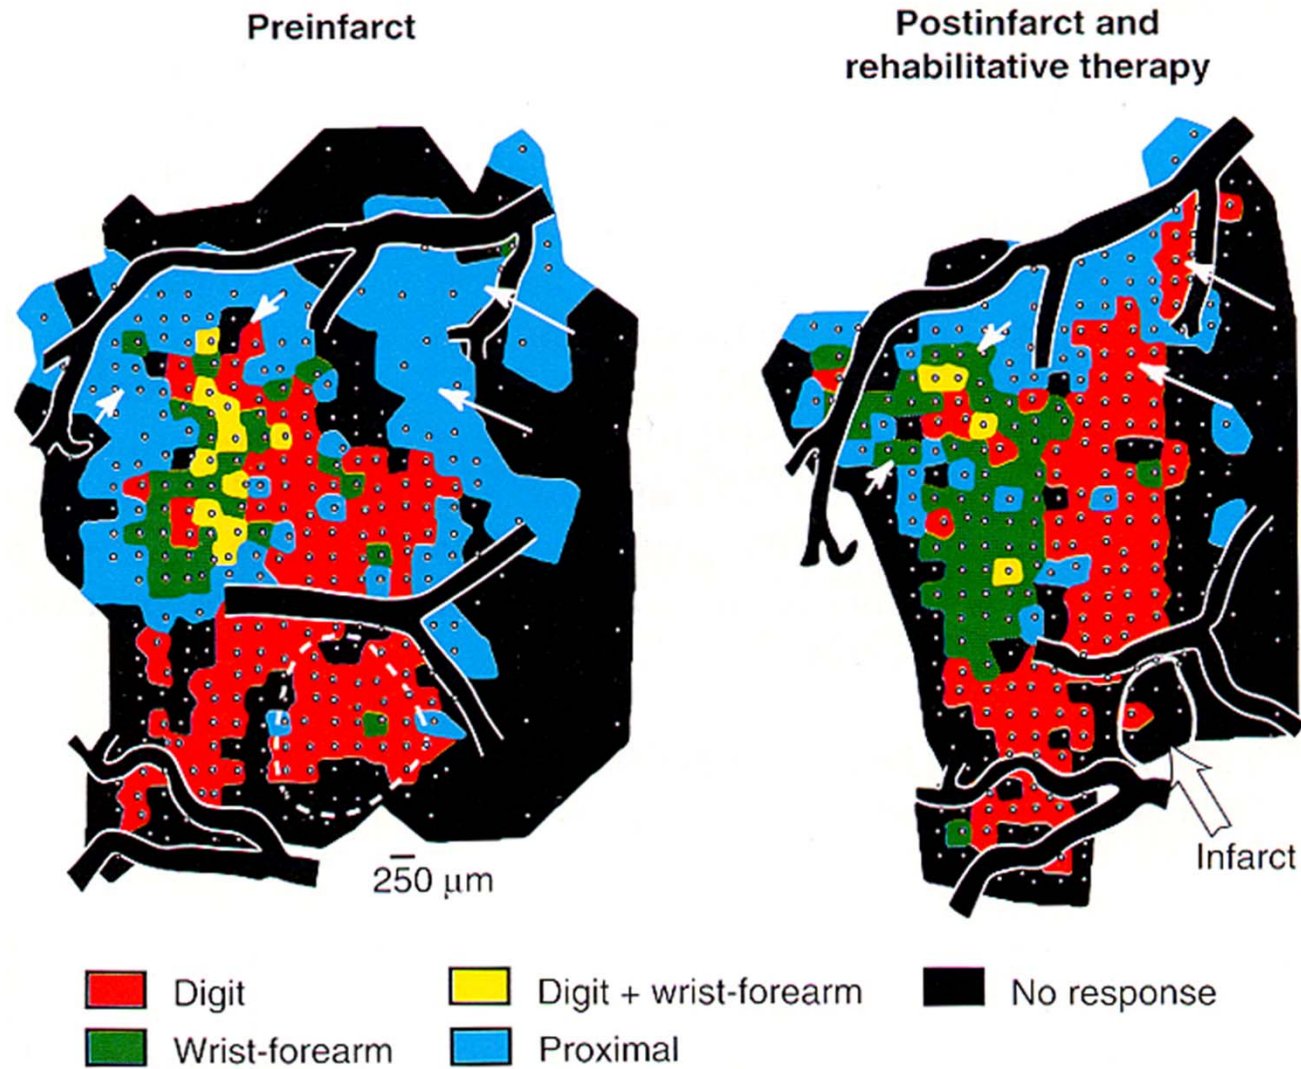 Preinfarct
Postinfarct and
rehabilitative therapy
250 µm
Infarct
Digit
Digit + wrist-forearm
No response
Wrist-forearm
Proximal